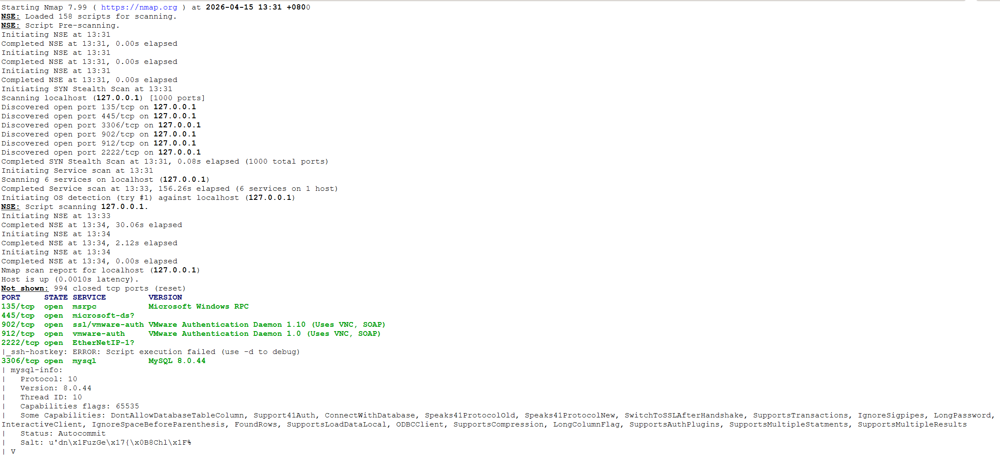 Starting Nmap 7.99 ( https://nmap.org ) at 2026-04-15 13:31 +0800
NSE: Loaded 158 scripts for scanning.
NSE: Script Pre-scanning.
Initiating NSE at 13:31
Completed NSE at 13:31, 0.00s elapsed
Initiating NSE at 13:31
Completed NSE at 13:31, 0.00s elapsed
Initiating NSE at 13:31
Completed NSE at 13:31, 0.00s elapsed
Initiating SYN Stealth Scan at 13:31
Scanning localhost (127.0.0.1) [1000 ports]
Discovered open port 135/tcp on 127.0.0.1
Discovered open port 445/tcp on 127.0.0.1
Discovered open port 3306/tcp on 127.0.0.1
Discovered open port 902/tcp on 127.0.0.1
Discovered open port 912/tcp on 127.0.0.1
Discovered open port 2222/tcp on 127.0.0.1
Completed SYN Stealth Scan at 13:31, 0.08s elapsed (1000 total ports)
Initiating Service scan at 13:31
Scanning 6 services on localhost (127.0.0.1)
Completed Service scan at 13:33, 156.26s elapsed (6 services on 1 host)
Initiating OS detection (try #1) against localhost (127.0.0.1)
NSE: Script scanning 127.0.0.1.
Initiating NSE at 13:33
Completed NSE at 13:34, 30.06s elapsed
Initiating NSE at 13:34
Completed NSE at 13:34, 2.12s elapsed
Initiating NSE at 13:34
Completed NSE at 13:34, 0.00s elapsed
Nmap scan report for localhost (127.0.0.1)
Host is up (0.0010s latency).
Not shown: 994 closed tcp ports (reset)
PORT     STATE SERVICE         VERSION
135/tcp  open  msrpc           Microsoft Windows RPC
445/tcp  open  microsoft-ds?
902/tcp  open  ssl/vmware-auth VMware Authentication Daemon 1.10 (Uses VNC, SOAP)
912/tcp  open  vmware-auth     VMware Authentication Daemon 1.0 (Uses VNC, SOAP)
2222/tcp open  EtherNetIP-1?
|_ssh-hostkey: ERROR: Script execution failed (use -d to debug)
3306/tcp open  mysql           MySQL 8.0.44
| mysql-info:
|   Protocol: 10
|   Version: 8.0.44
|   Thread ID: 10
|   Capabilities flags: 65535
|   Some Capabilities: DontAllowDatabaseTableColumn, Support41Auth, ConnectWithDatabase, Speaks41ProtocolOld, Speaks41ProtocolNew, SwitchToSSLAfterHandshake, SupportsTransactions, IgnoreSigpipes, LongPassword,
InteractiveClient, IgnoreSpaceBeforeParenthesis, FoundRows, SupportsLoadDataLocal, ODBCClient, SupportsCompression, LongColumnFlag, SupportsAuthPlugins, SupportsMultipleStatments, SupportsMultipleResults
|   Status: Autocommit
|   Salt: u'dn\x1FuzGe\x17{\x0B8Chl\x1F%
| V